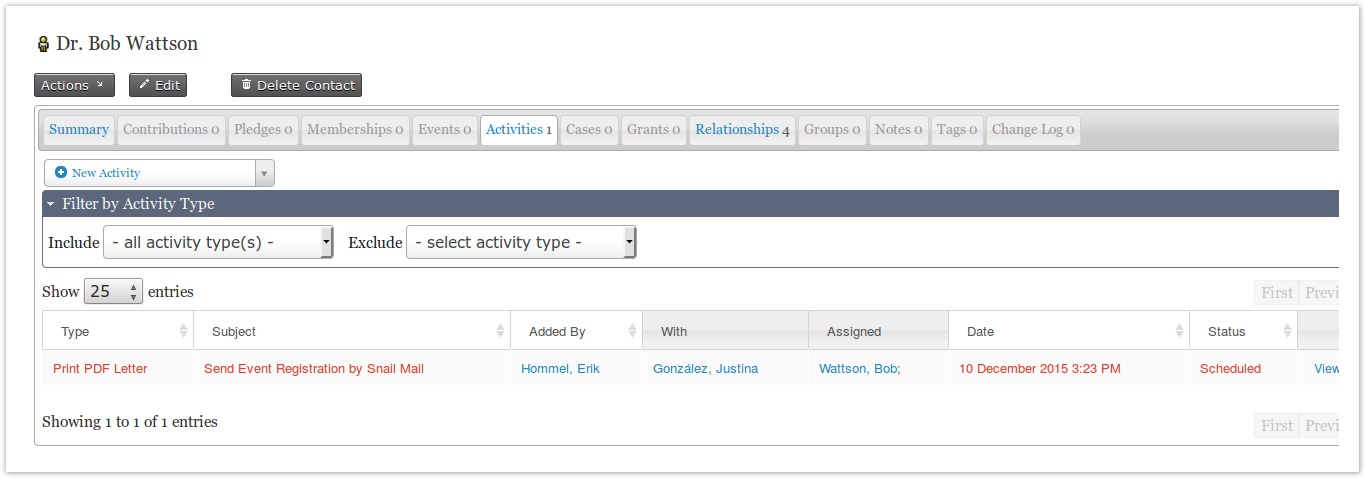 Dr. Bob Wattson
Actions Edit Delete Contact
Summary Contributions 0 Pledges 0 Memberships 0 Events 0 Activities 1 Cases 0 Grants 0 Relationships 4 Groups 0 Notes 0 Tags 0 Change Log 0
New Activity
Filter by Activity Type
Include - all activity type(s) - Exclude - select activity type -
Show 25 entries First Previ
Type Subject Added By With Assigned Date Status
Print PDF Letter Send Event Registration by Snail Mail Hommel, Erik González, Justina Wattson, Bob; 10 December 2015 3:23 PM Scheduled View
Showing 1 to 1 of 1 entries First Previ